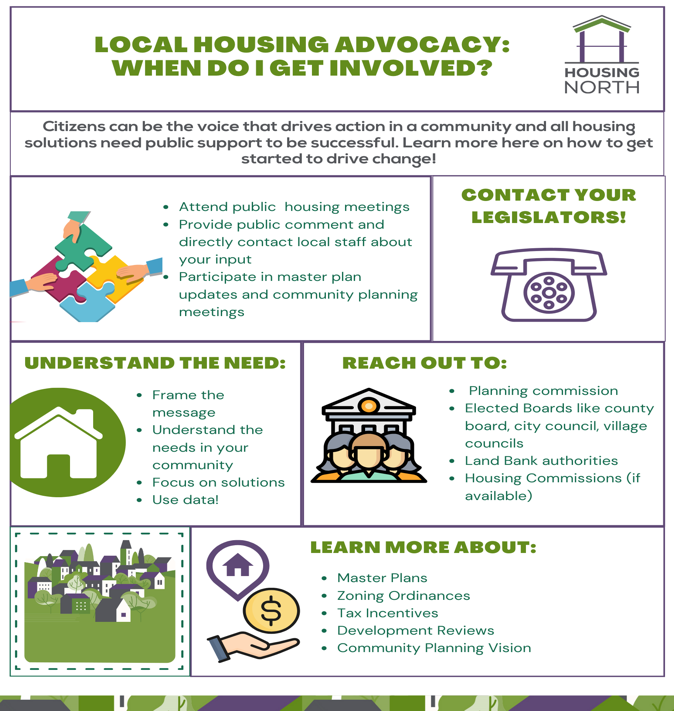 LOCAL HOUSING ADVOCACY:
WHEN DO I GET INVOLVED?
HOUSING
NORTH
Citizens can be the voice that drives action in a community and all housing
solutions need public support to be successful. Learn more here on how to get
started to drive change!
• Attend public housing meetings
• Provide public comment and
directly contact local staff about
your input
• Participate in master plan
updates and community planning
meetings
CONTACT YOUR
LEGISLATORS!
UNDERSTAND THE NEED:
• Frame the
message
• Understand the
needs in your
community
• Focus on solutions
• Use data!
REACH OUT TO:
• Planning commission
• Elected Boards like county
board, city council, village
councils
• Land Bank authorities
• Housing Commissions (if
available)
LEARN MORE ABOUT:
$
• Master Plans
• Zoning Ordinances
• Tax Incentives
• Development Reviews
• Community Planning Vision